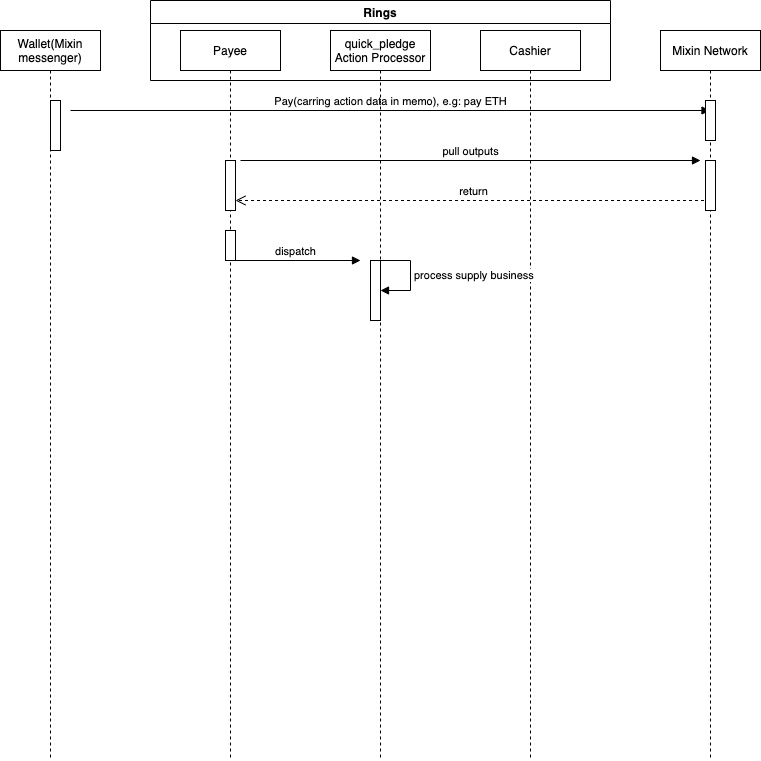 Rings
Wallet(Mixin
messenger)
Payee
quick_pledge
Action Processor
Cashier
Mixin Network
Pay(carring action data in memo), e.g: pay ETH
pull outputs
return
dispatch
process supply business